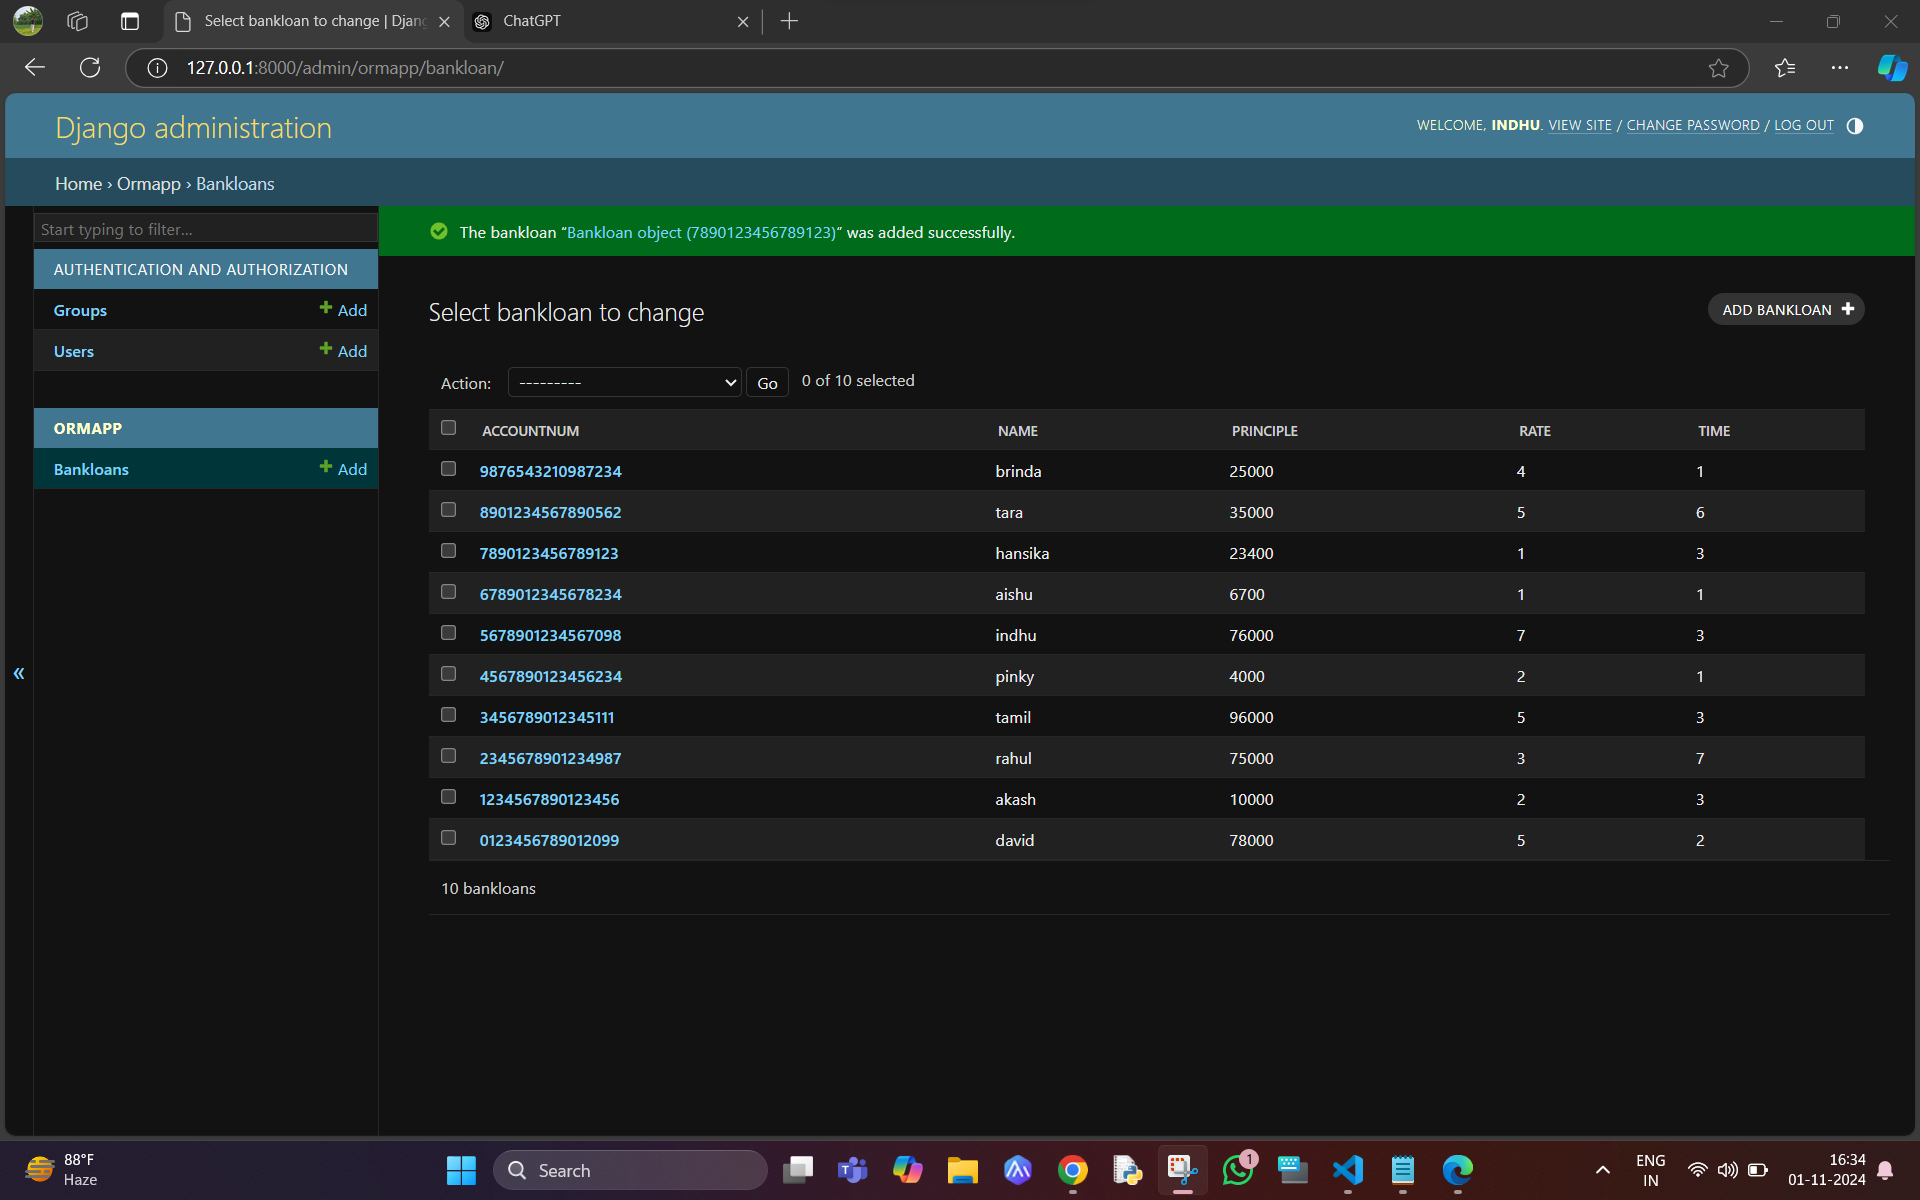 Select bankloan to change | Djang
ChatGPT
127.0.0.1:8000/admin/ormapp/bankloan/
Django administration
WELCOME, INDHU. VIEW SITE / CHANGE PASSWORD / LOG OUT
Home › Ormapp › Bankloans
Start typing to filter...
The bankloan “Bankloan object (7890123456789123)” was added successfully.
AUTHENTICATION AND AUTHORIZATION
Groups Add
Users Add
ORMAPP
Bankloans Add
«
Select bankloan to change
ADD BANKLOAN
Action: --------- Go 0 of 10 selected
ACCOUNTNUM NAME PRINCIPLE RATE TIME
9876543210987234 brinda 25000 4 1
8901234567890562 tara 35000 5 6
7890123456789123 hansika 23400 1 3
6789012345678234 aishu 6700 1 1
5678901234567098 indhu 76000 7 3
4567890123456234 pinky 4000 2 1
3456789012345111 tamil 96000 5 3
2345678901234987 rahul 75000 3 7
1234567890123456 akash 10000 2 3
0123456789012099 david 78000 5 2
10 bankloans
88°F
Haze
Search
1
ENG
IN
16:34
01-11-2024